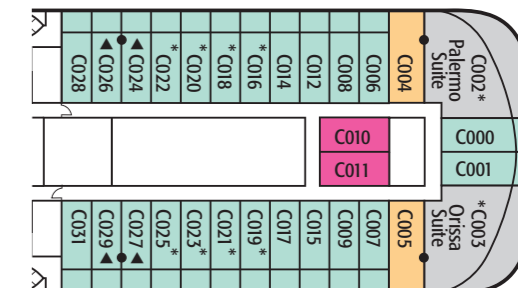 C028
C026
C024
C022*
C020*
C018*
C016*
C014
C012
C008
C006
C004
C002*
Palermo
Suite
C010
C011
C000
C001
C031
C029
C027
C025*
C023*
C021*
C019*
C017
C015
C009
C007
C005
*C003
Orissa
Suite